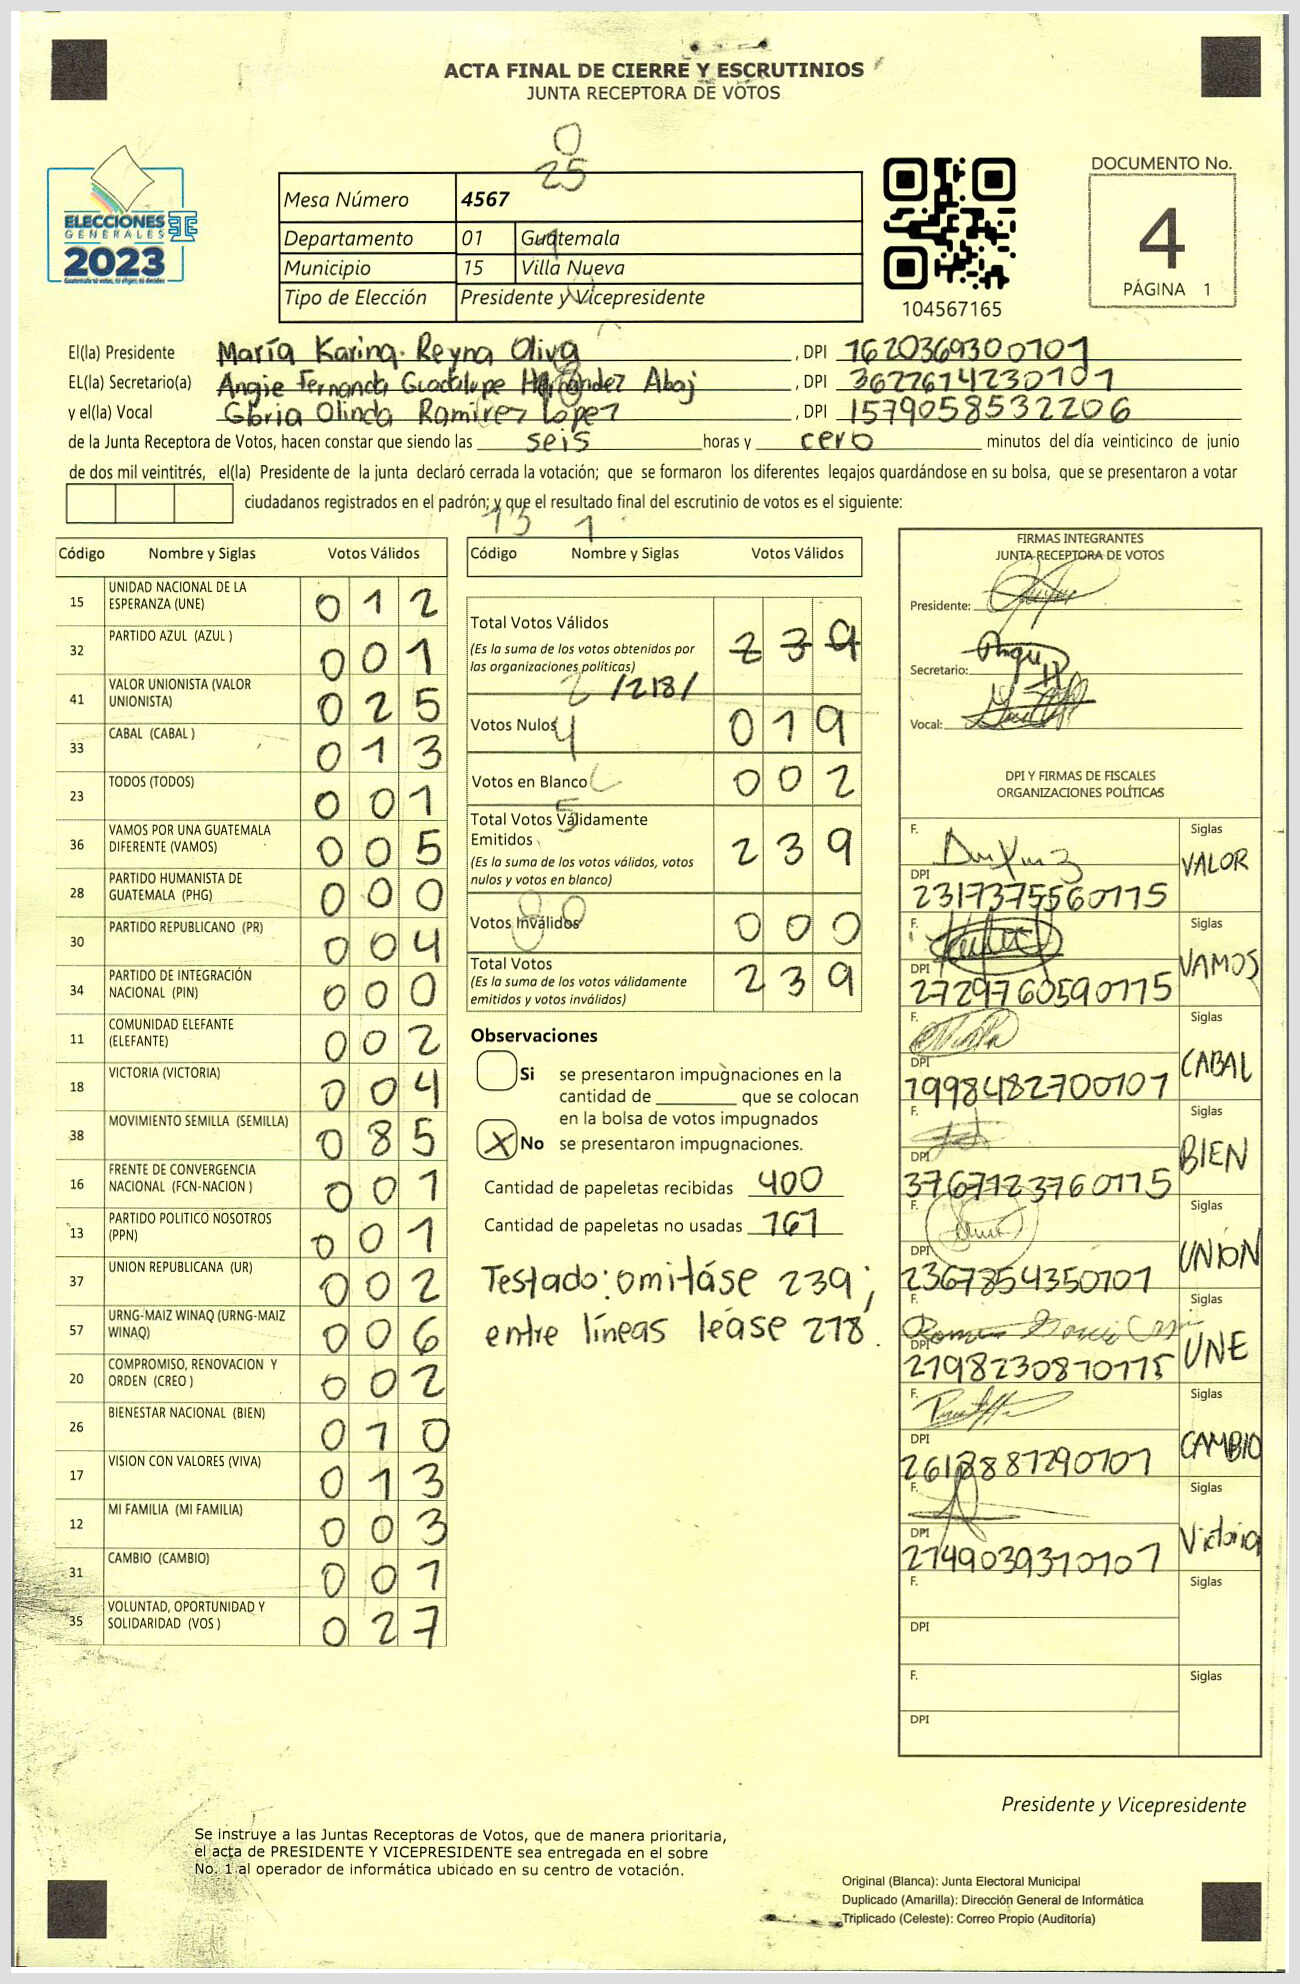 ACTA FINAL DE CIERRE Y ESCRUTINIOS
JUNTA RECEPTORA DE VOTOS
0
25
ELECCIONES
GENERALES
2023
Guatemala tú votas, tú eliges, tú decides
Mesa Número 4567
Departamento 01 Guatemala
Municipio 15 Villa Nueva
Tipo de Elección Presidente y Vicepresidente
104567165
DOCUMENTO No.
4
PÁGINA 1
El(la) Presidente María Karina Reyna Oliva , DPI 1620369300101
EL(la) Secretario(a) Angie Fernanda Guadalupe Hernández Abaj , DPI 3622614230101
y el(la) Vocal Gloria Olinda Ramírez López , DPI 1579058532206
de la Junta Receptora de Votos, hacen constar que siendo las seis horas y cero minutos del día veinticinco de junio
de dos mil veintitrés, el(la) Presidente de la junta declaró cerrada la votación; que se formaron los diferentes legajos guardándose en su bolsa, que se presentaron a votar
ciudadanos registrados en el padrón; y que el resultado final del escrutinio de votos es el siguiente:
13 1
Código Nombre y Siglas Votos Válidos
15 UNIDAD NACIONAL DE LA ESPERANZA (UNE) 0 1 2
32 PARTIDO AZUL (AZUL ) 0 0 1
41 VALOR UNIONISTA (VALOR UNIONISTA) 0 2 5
33 CABAL (CABAL ) 0 1 3
23 TODOS (TODOS) 0 0 1
36 VAMOS POR UNA GUATEMALA DIFERENTE (VAMOS) 0 0 5
28 PARTIDO HUMANISTA DE GUATEMALA (PHG) 0 0 0
30 PARTIDO REPUBLICANO (PR) 0 0 4
34 PARTIDO DE INTEGRACIÓN NACIONAL (PIN) 0 0 0
11 COMUNIDAD ELEFANTE (ELEFANTE) 0 0 2
18 VICTORIA (VICTORIA) 0 0 4
38 MOVIMIENTO SEMILLA (SEMILLA) 0 8 5
16 FRENTE DE CONVERGENCIA NACIONAL (FCN-NACION ) 0 0 1
13 PARTIDO POLITICO NOSOTROS (PPN) 0 0 1
37 UNION REPUBLICANA (UR) 0 0 2
57 URNG-MAIZ WINAQ (URNG-MAIZ WINAQ) 0 0 6
20 COMPROMISO, RENOVACION Y ORDEN (CREO ) 0 0 2
26 BIENESTAR NACIONAL (BIEN) 0 1 0
17 VISION CON VALORES (VIVA) 0 1 3
12 MI FAMILIA (MI FAMILIA) 0 0 3
31 CAMBIO (CAMBIO) 0 0 1
35 VOLUNTAD, OPORTUNIDAD Y SOLIDARIDAD (VOS ) 0 2 7
Código Nombre y Siglas Votos Válidos
Total Votos Válidos 2 3 9
(Es la suma de los votos obtenidos por
las organizaciones políticas)
/218/
Votos Nulos 0 1 9
Votos en Blanco 0 0 2
Total Votos Válidamente
Emitidos 2 3 9
(Es la suma de los votos válidos, votos
nulos y votos en blanco)
Votos Inválidos 0 0 0
Total Votos 2 3 9
(Es la suma de los votos válidamente
emitidos y votos inválidos)
Observaciones
Si se presentaron impugnaciones en la
cantidad de ________ que se colocan
en la bolsa de votos impugnados
X No se presentaron impugnaciones.
Cantidad de papeletas recibidas 400
Cantidad de papeletas no usadas 161
Testado: omitáse 239;
entre líneas léase 218.
FIRMAS INTEGRANTES
JUNTA RECEPTORA DE VOTOS
Presidente:
Secretario:
Vocal:
DPI Y FIRMAS DE FISCALES
ORGANIZACIONES POLÍTICAS
F. Siglas
DPI 2317375560115 VALOR
F. Siglas
DPI 2729760590115 VAMOS
F. Siglas
DPI 1998482700101 CABAL
F. Siglas
DPI 3767123760115 BIEN
F. Siglas
DPI 2367854350101 UNION
F. Siglas
DPI 2198230870115 UNE
F. Siglas
DPI 2618887290101 CAMBIO
F. Siglas
DPI 2149039310101 Victoria
F. Siglas
DPI
F. Siglas
DPI
Presidente y Vicepresidente
Se instruye a las Juntas Receptoras de Votos, que de manera prioritaria,
el acta de PRESIDENTE Y VICEPRESIDENTE sea entregada en el sobre
No. 1 al operador de informática ubicado en su centro de votación.
Original (Blanca): Junta Electoral Municipal
Duplicado (Amarilla): Dirección General de Informática
Triplicado (Celeste): Correo Propio (Auditoría)